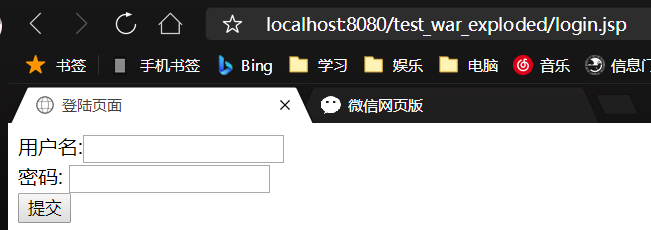 localhost:8080/test_war_exploded/login.jsp
书签 手机书签 Bing 学习 娱乐 电脑 音乐 信息门
登陆页面 微信网页版
用户名:
密码:
提交